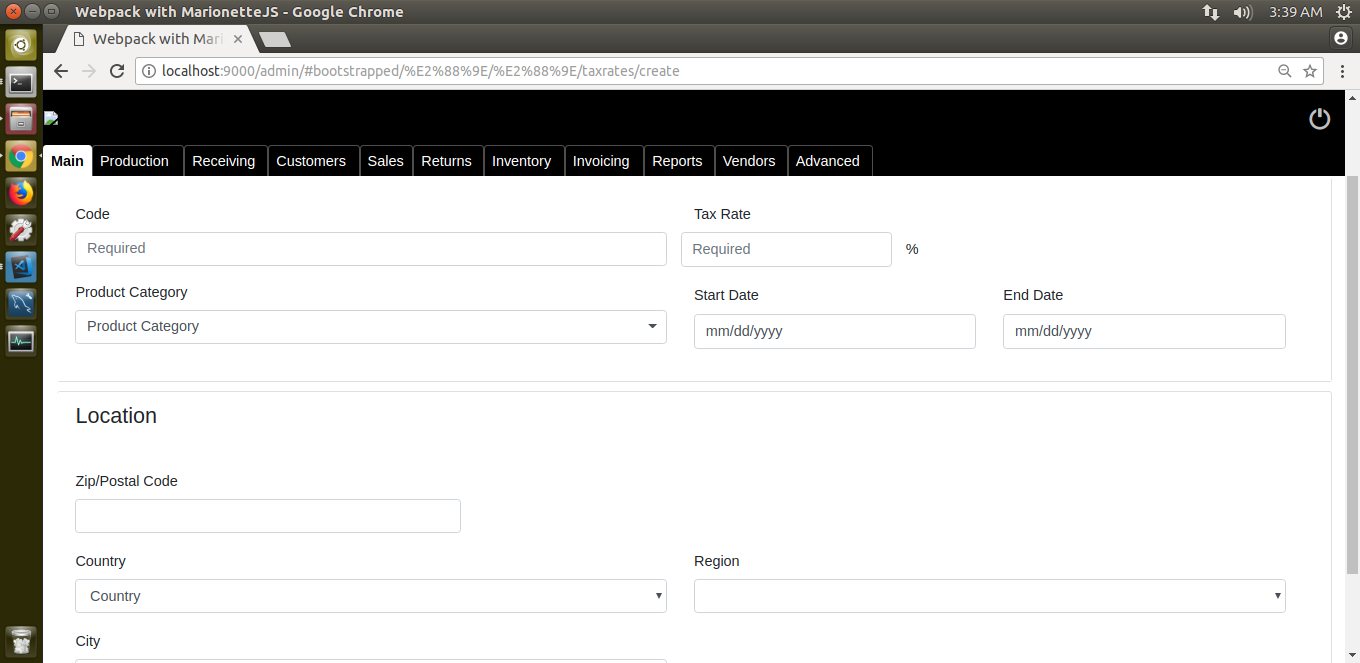 Webpack with MarionetteJS - Google Chrome
3:39 AM
Webpack with Mari
localhost:9000/admin/#bootstrapped/%E2%88%9E/%E2%88%9E/taxrates/create
Main Production Receiving Customers Sales Returns Inventory Invoicing Reports Vendors Advanced
Code Tax Rate
Required Required %
Product Category Start Date End Date
Product Category mm/dd/yyyy mm/dd/yyyy
Location
Zip/Postal Code
Country Region
Country
City